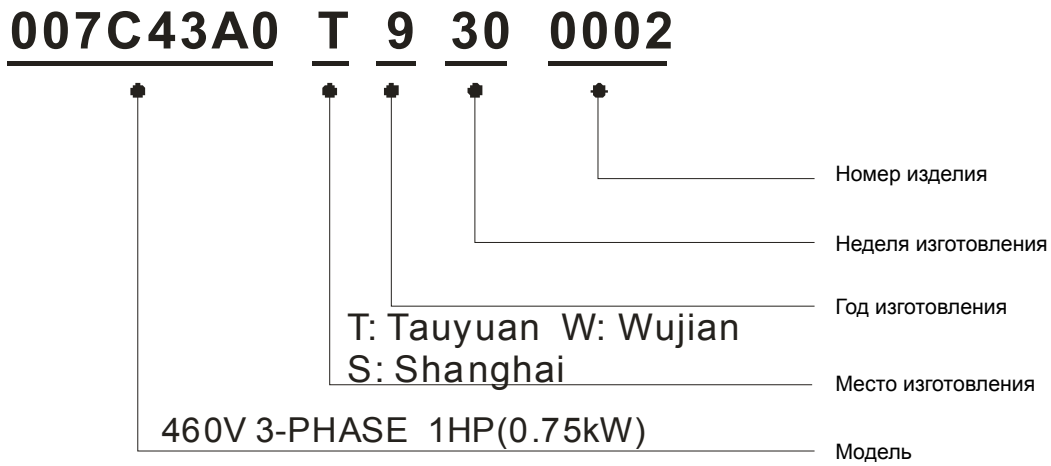 007C43A0 T 9 30 0002
Номер изделия
Неделя изготовления
Год изготовления
T: Tauyuan W: Wujian
S: Shanghai
Место изготовления
460V 3-PHASE 1HP(0.75kW)
Модель